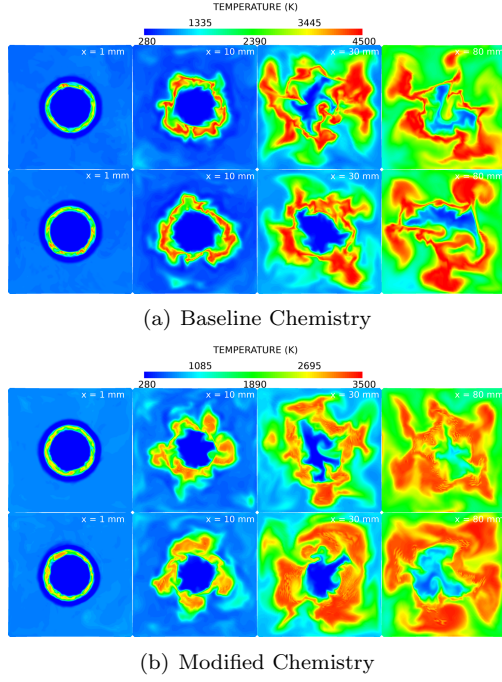 TEMPERATURE (K)
1335 3445
280 2390 4500
x = 1 mm x = 10 mm x = 30 mm x = 80 mm
x = 1 mm x = 10 mm x = 30 mm x = 80 mm
(a) Baseline Chemistry
TEMPERATURE (K)
1085 2695
280 1890 3500
x = 1 mm x = 10 mm x = 30 mm x = 80 mm
x = 1 mm x = 10 mm x = 30 mm x = 80 mm
(b) Modified Chemistry